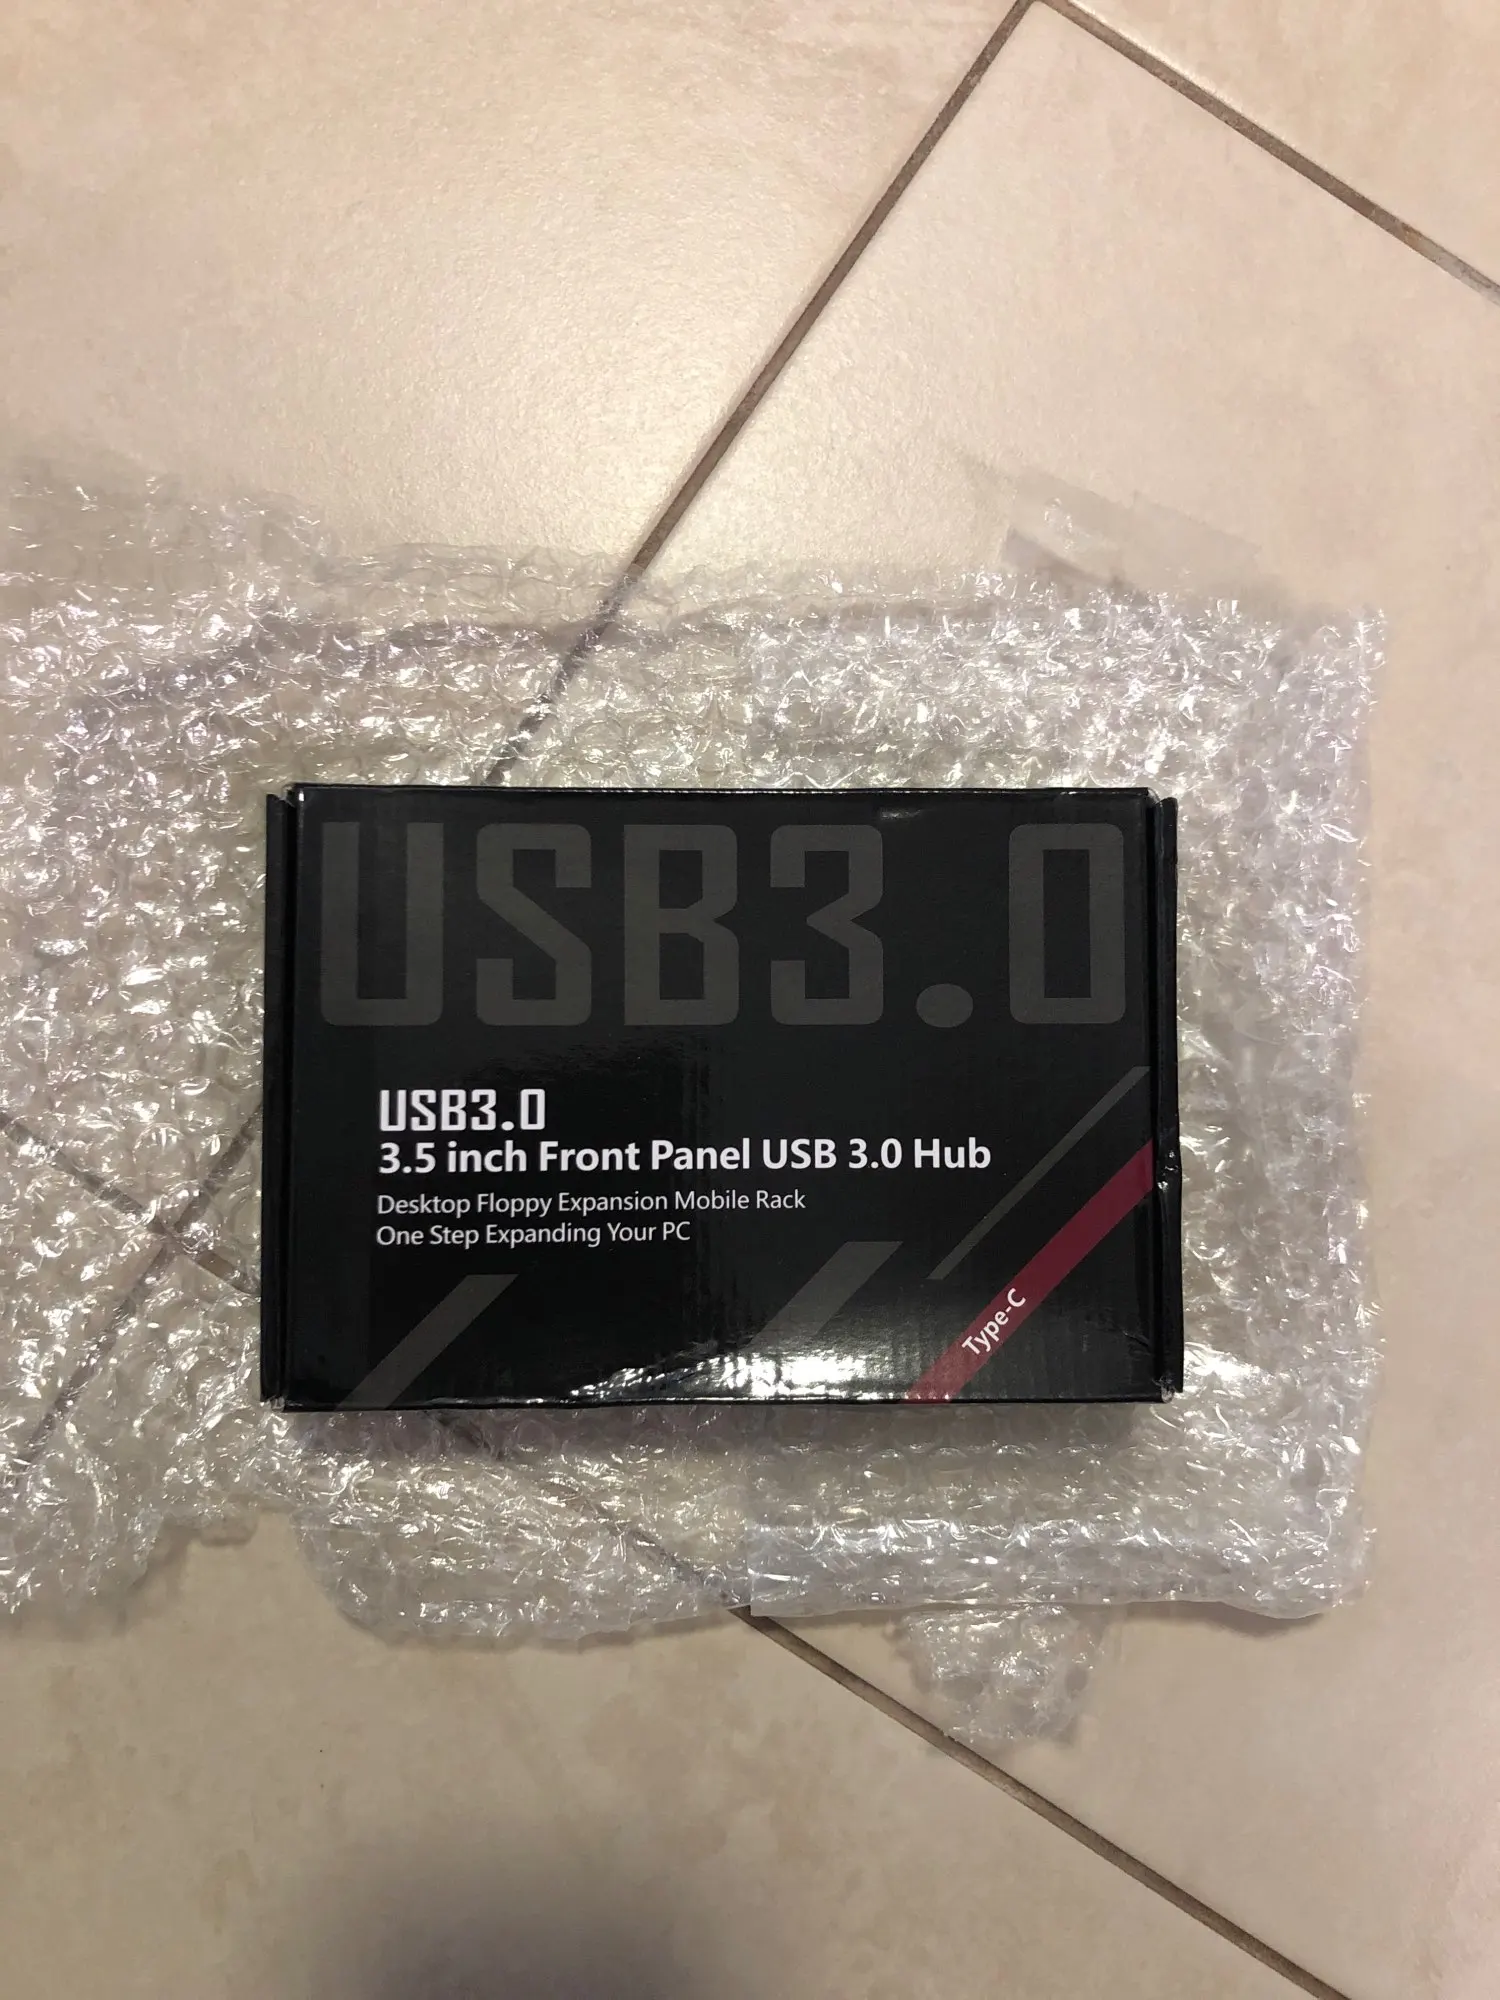 USB3.0
USB3.0
3.5 inch Front Panel USB 3.0 Hub
Desktop Floppy Expansion Mobile Rack
One Step Expanding Your PC
Type-C